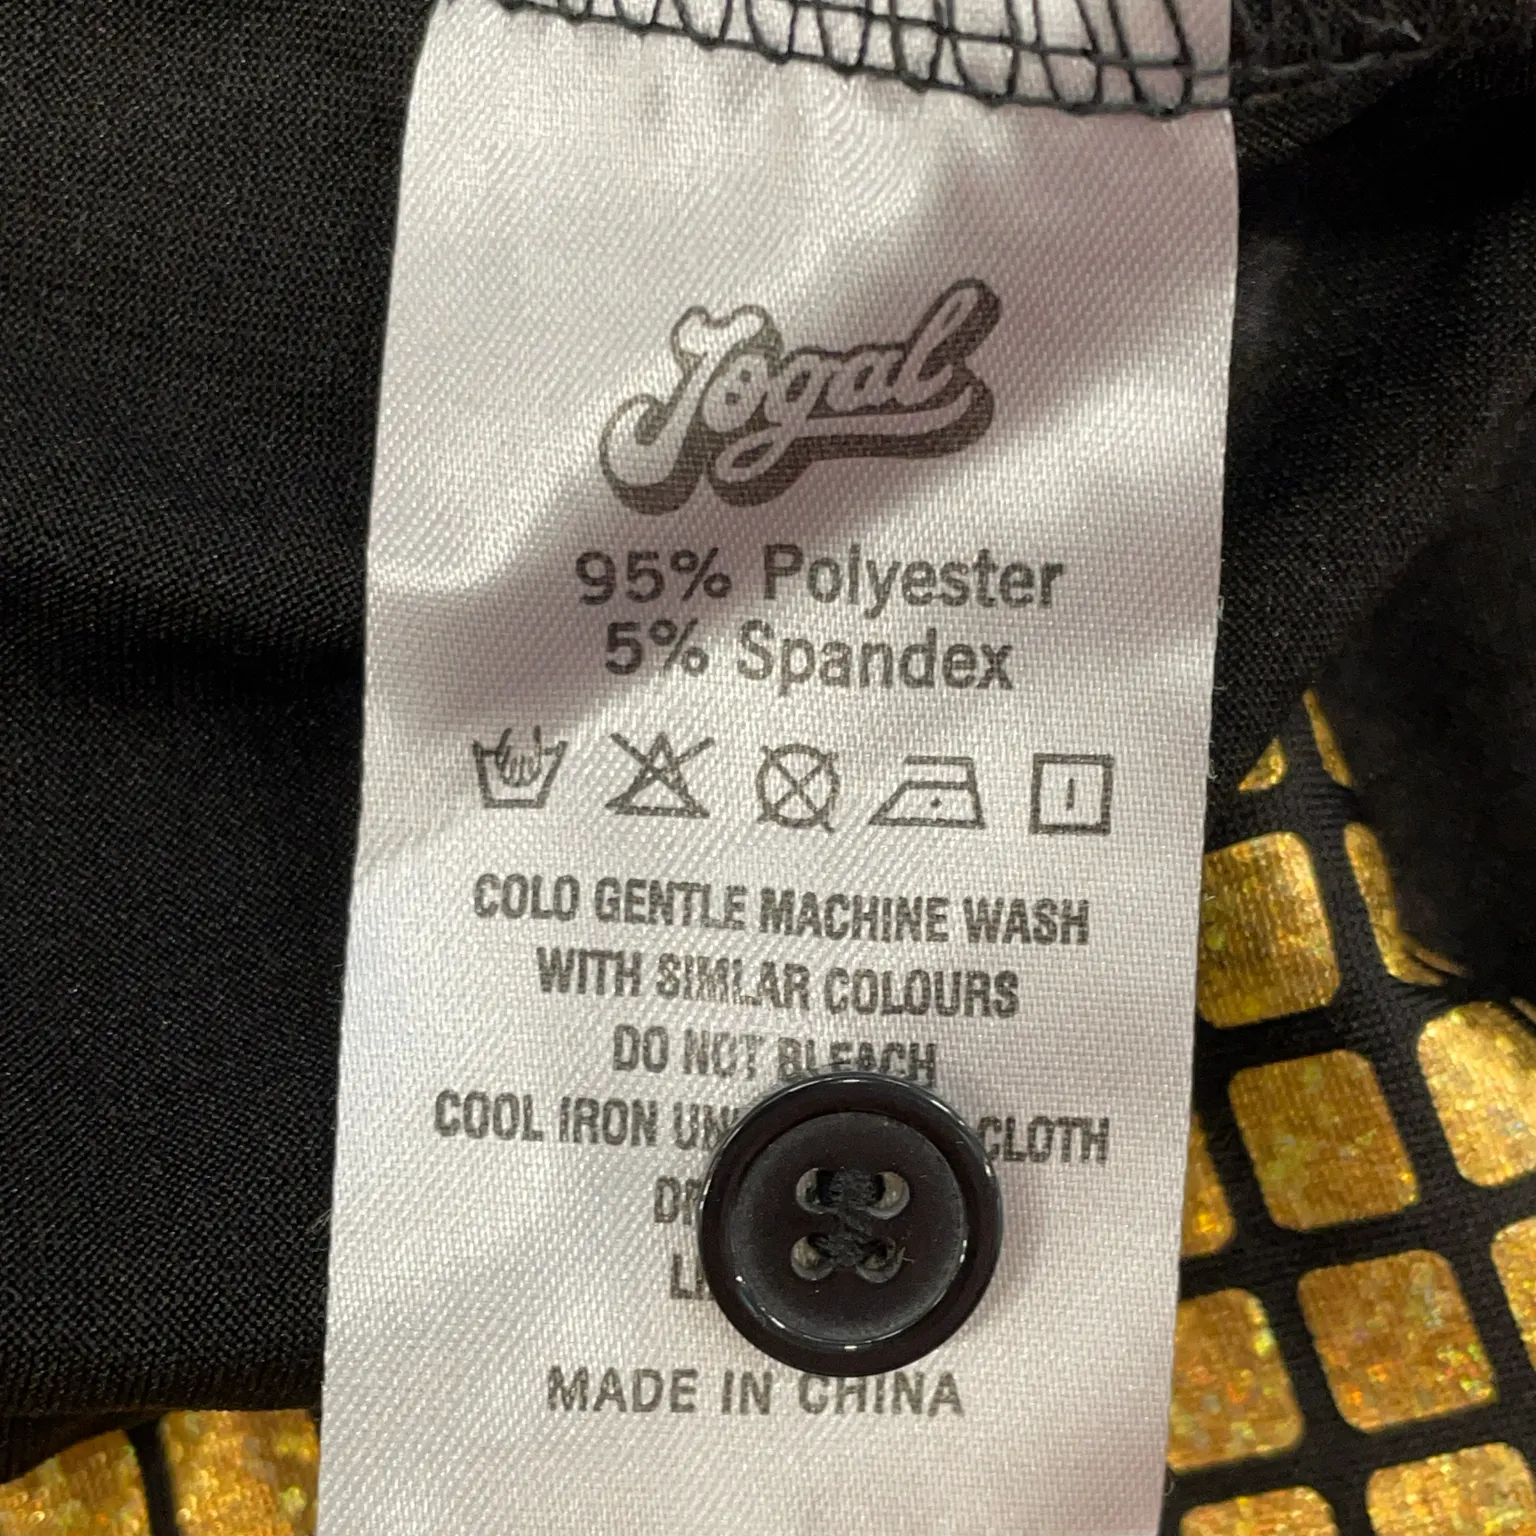 Jogal
95% Polyester
5% Spandex
COLD GENTLE MACHINE WASH
WITH SIMILAR COLOURS
DO NOT BLEACH
COOL IRON CLOTH
MADE IN CHINA